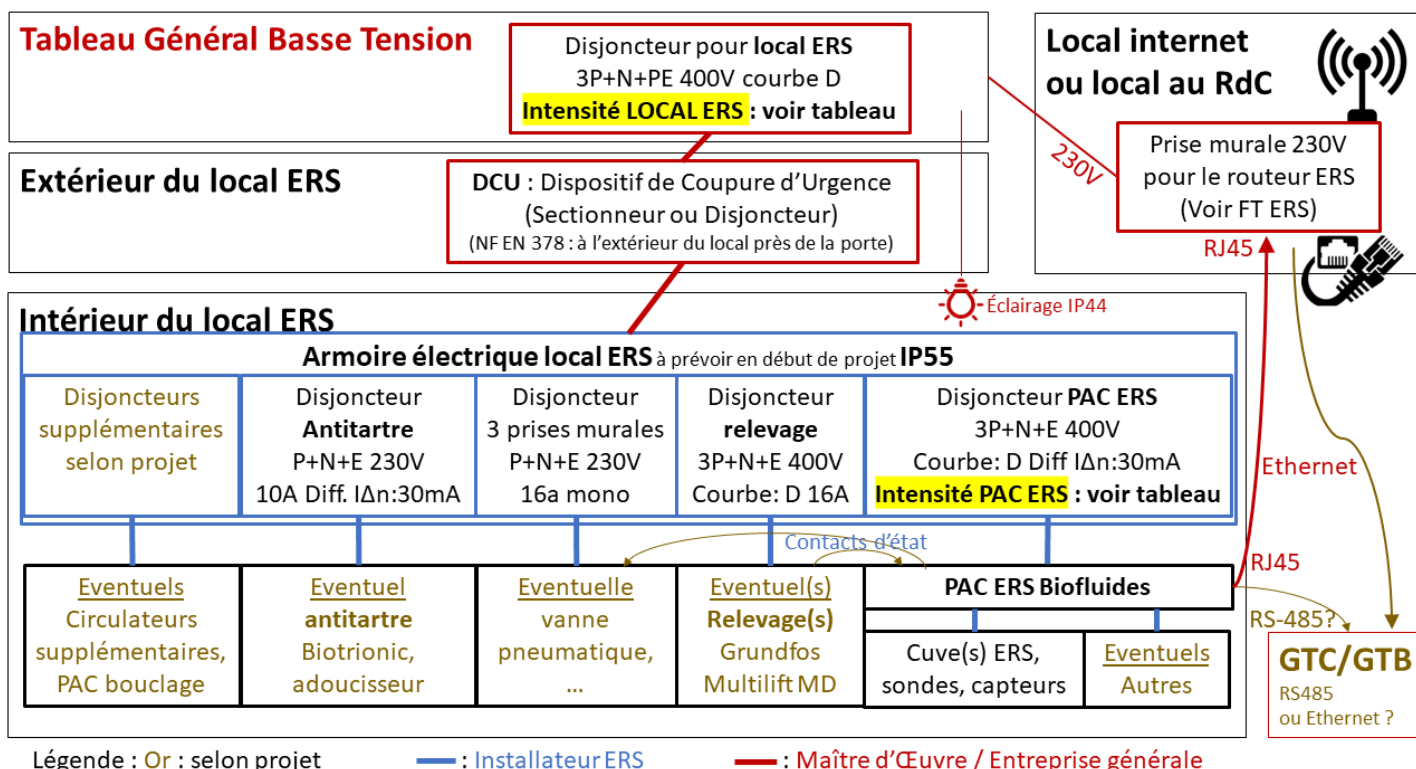 Tableau Général Basse Tension
Disjoncteur pour local ERS
3P+N+PE 400V courbe D
Intensité LOCAL ERS : voir tableau
Local internet
ou local au RdC
230V
Prise murale 230V
pour le routeur ERS
(Voir FT ERS)
RJ45
Extérieur du local ERS
DCU : Dispositif de Coupure d'Urgence
(Sectionneur ou Disjoncteur)
(NF EN 378 : à l'extérieur du local près de la porte)
Éclairage IP44
Intérieur du local ERS
Armoire électrique local ERS à prévoir en début de projet IP55
Disjoncteurs
supplémentaires
selon projet
Disjoncteur
Antitartre
P+N+E 230V
10A Diff. IΔn:30mA
Disjoncteur
3 prises murales
P+N+E 230V
16a mono
Disjoncteur
relevage
3P+N+E 400V
Courbe: D 16A
Disjoncteur PAC ERS
3P+N+E 400V
Courbe: D Diff IΔn:30mA
Intensité PAC ERS : voir tableau
Ethernet
Contacts d'état
RJ45
Eventuels
Circulateurs
supplémentaires,
PAC bouclage
Eventuel
antitartre
Biotrionic,
adoucisseur
Eventuelle
vanne
pneumatique,
...
Eventuel(s)
Relevage(s)
Grundfos
Multilift MD
PAC ERS Biofluides
Cuve(s) ERS,
sondes, capteurs
Eventuels
Autres
RS-485?
GTC/GTB
RS485
ou Ethernet ?
Légende : Or : selon projet
: Installateur ERS
: Maître d'Œuvre / Entreprise générale